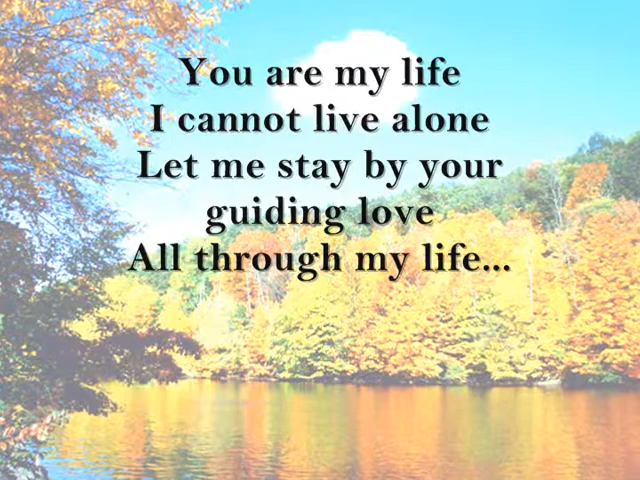 You are my life
I cannot live alone
Let me stay by your
guiding love
All through my life...